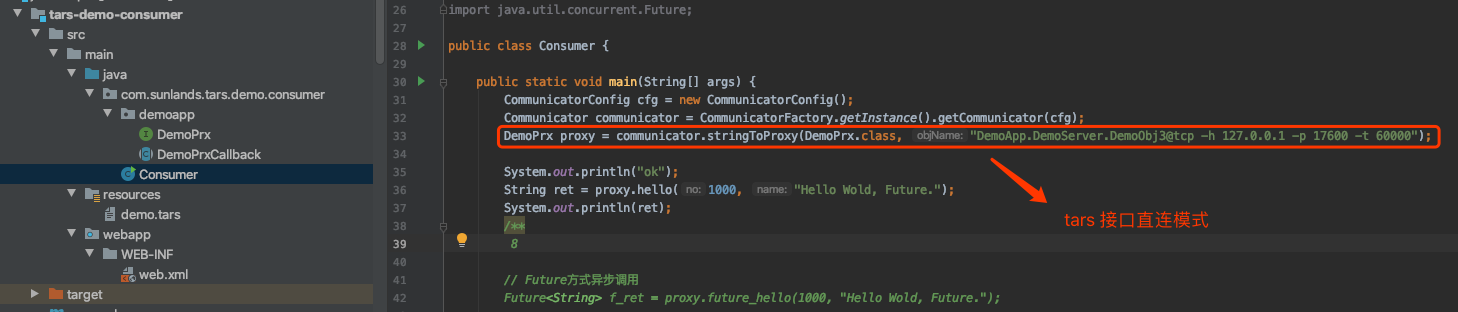 tars-demo-consumer
src
main
java
com.sunlands.tars.demo.consumer
demoapp
DemoPrx
DemoPrxCallback
Consumer
resources
demo.tars
webapp
WEB-INF
web.xml
target
26 import java.util.concurrent.Future;
27
28 public class Consumer {
29
30 public static void main(String[] args) {
31 CommunicatorConfig cfg = new CommunicatorConfig();
32 Communicator communicator = CommunicatorFactory.getInstance().getCommunicator(cfg);
33 DemoPrx proxy = communicator.stringToProxy(DemoPrx.class, objName: "DemoApp.DemoServer.DemoObj3@tcp -h 127.0.0.1 -p 17600 -t 60000");
34
35 System.out.println("ok");
36 String ret = proxy.hello( no: 1000, name: "Hello Wold, Future.");
37 System.out.println(ret);
tars 接口直连模式
38 /**
39 8
40
41 // Future方式异步调用
42 Future<String> f_ret = proxy.future_hello(1000, "Hello Wold, Future.");